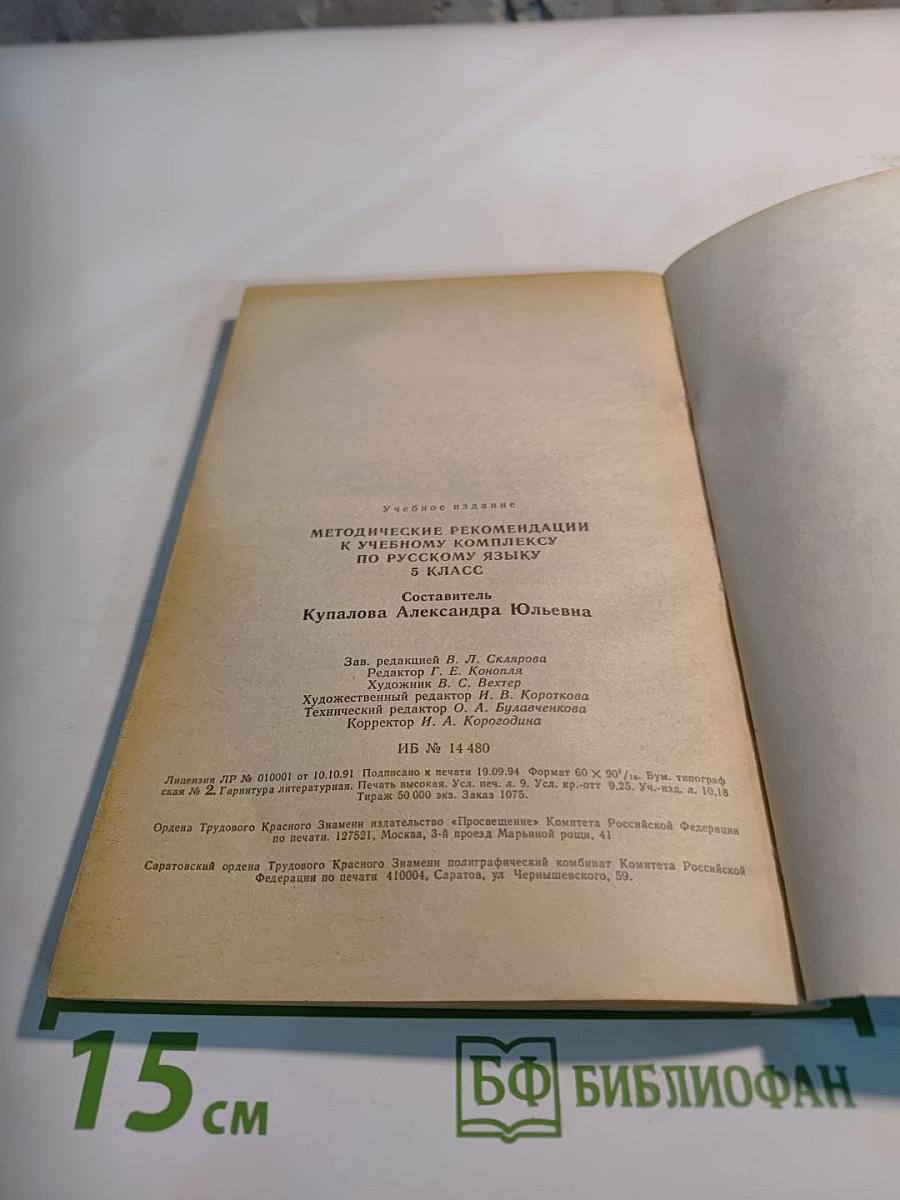 Учебное издание
МЕТОДИЧЕСКИЕ РЕКОМЕНДАЦИИ
К УЧЕБНОМУ КОМПЛЕКСУ
ПО РУССКОМУ ЯЗЫКУ
5 КЛАСС
Составитель
Купалова Александра Юльевна
Зав. редакцией В. Л. Склярова
Редактор Г. Е. Конопля
Художник В. С. Вехтер
Художественный редактор И. В. Короткова
Технический редактор О. А. Булавченкова
Корректор И. А. Корогодина
ИБ № 14 480
Лицензия ЛР № 010001 от 10.10.91 Подписано к печати 19.09.94 Формат 60 × 90¹/₁₆. Бум. типограф
ская № 2. Гарнитура литературная. Печать высокая. Усл. печ. л. 9. Усл. кр.-отт 9,25. Уч.-изд. л. 10,18
Тираж 50 000 экз. Заказ 1075.
Ордена Трудового Красного Знамени издательство «Просвещение» Комитета Российской Федерации
по печати. 127521, Москва, 3-й проезд Марьиной рощи, 41
Саратовский ордена Трудового Красного Знамени полиграфический комбинат Комитета Российской
Федерации по печати 410004, Саратов, ул Чернышевского, 59.
15 см
БФ БИБЛИОФАН